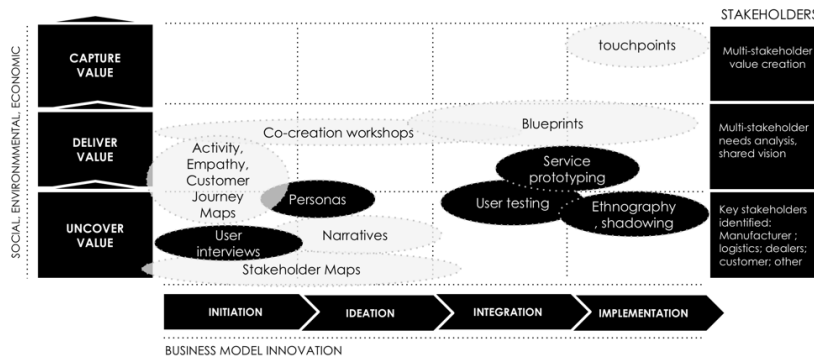 STAKEHOLDERS
SOCIAL, ENVIRONMMENTAL, ECONOMIC
CAPTURE
VALUE
touchpoints
Multi-stakeholder
value creation
DELIVER
VALUE
Co-creation workshops
Blueprints
Activity,
Empathy,
Customer
Journey
Maps
Service
prototyping
Multi-stakeholder
needs analysis,
shared vision
UNCOVER
VALUE
Personas
User testing
Ethnography
shadowing
User
interviews
Narratives
Stakeholder Maps
Key stakeholders
identified:
Manufacturer ;
logistics; dealers;
customer; other
INITIATION
IDEATION
INTEGRATION
IMPLEMENTATION
BUSINESS MODEL INNOVATION